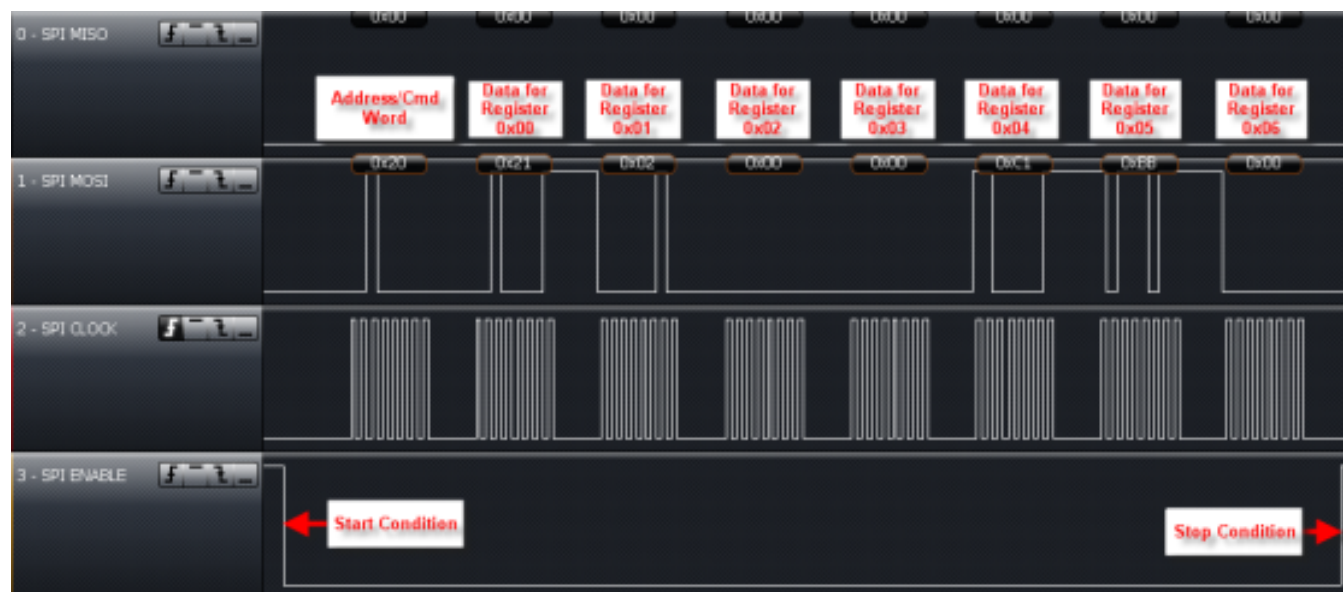 0x00 0x00 0x00 0x00 0x00 0x00 0x00 0x00
0 - SPI MISO
Address/Cmd
Word
Data for
Register
0x00
Data for
Register
0x01
Data for
Register
0x02
Data for
Register
0x03
Data for
Register
0x04
Data for
Register
0x05
Data for
Register
0x06
1 - SPI MOSI
0x20 0x21 0x02 0x00 0x00 0xC1 0xBB 0x00
2 - SPI CLOCK
3 - SPI ENABLE
Start Condition
Stop Condition